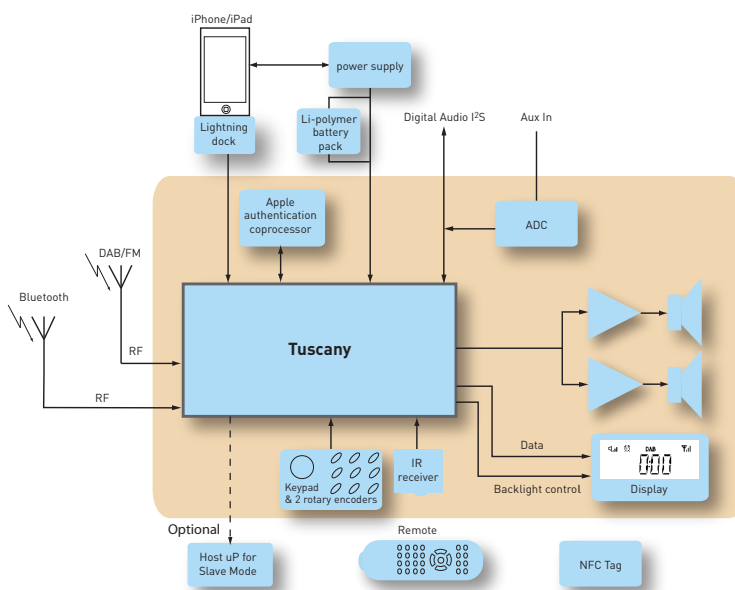 iPhone/iPad
power supply
Lightning
dock
Li-polymer
battery
pack
Digital Audio I²S
Aux In
Apple
authentication
coprocessor
ADC
DAB/FM
Bluetooth
RF
RF
Tuscany
Keypad
& 2 rotary encoders
IR
receiver
Data
Backlight control
DAB
0:00
Display
Optional
Host uP for
Slave Mode
Remote
NFC Tag